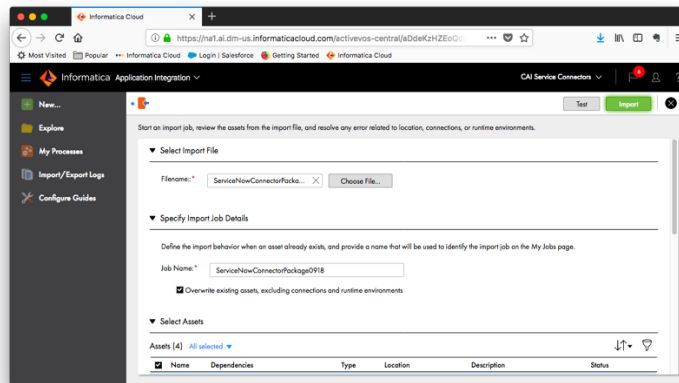 Informatica Cloud
https://na1.ai.dm-us.informaticacloud.com/activevos-central/aDdeKzHZEoQd
Most Visited Popular Informatica Cloud Login | Salesforce Getting Started Informatica Cloud
Informatica Application Integration CAI Service Connectors
New...
Test Import
Start an import job, review the assets from the import file, and resolve any error related to location, connections, or runtime environments.
Explore
Select Import File
My Processes
Filename:* ServiceNowConnectorPacka... Choose File...
Import/Export Logs
Configure Guides
Specify Import Job Details
Define the import behavior when an asset already exists, and provide a name that will be used to identify the import job on the My Jobs page.
Job Name:* ServiceNowConnectorPackage0918
Overwrite existing assets, excluding connections and runtime environments
Select Assets
Assets (4) All selected
Name Dependencies Type Location Description Status